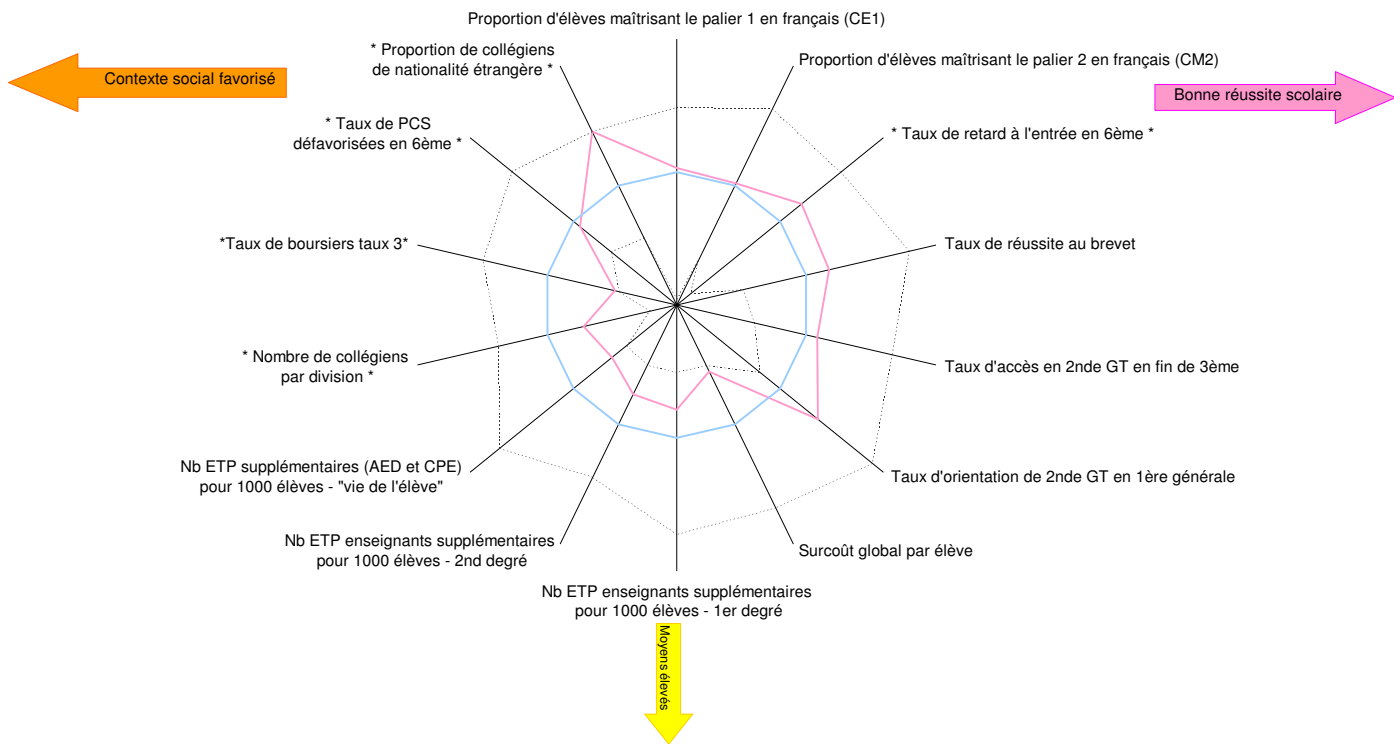 Proportion d'élèves maîtrisant le palier 1 en français (CE1)
* Proportion de collégiens
de nationalité étrangère *
Proportion d'élèves maîtrisant le palier 2 en français (CM2)
Contexte social favorisé
Bonne réussite scolaire
* Taux de PCS
défavorisées en 6ème *
* Taux de retard à l'entrée en 6ème *
*Taux de boursiers taux 3*
Taux de réussite au brevet
* Nombre de collégiens
par division *
Taux d'accès en 2nde GT en fin de 3ème
Nb ETP supplémentaires (AED et CPE)
pour 1000 élèves - "vie de l'élève"
Taux d'orientation de 2nde GT en 1ère générale
Nb ETP enseignants supplémentaires
pour 1000 élèves - 2nd degré
Surcoût global par élève
Nb ETP enseignants supplémentaires
pour 1000 élèves - 1er degré
Moyens élevés